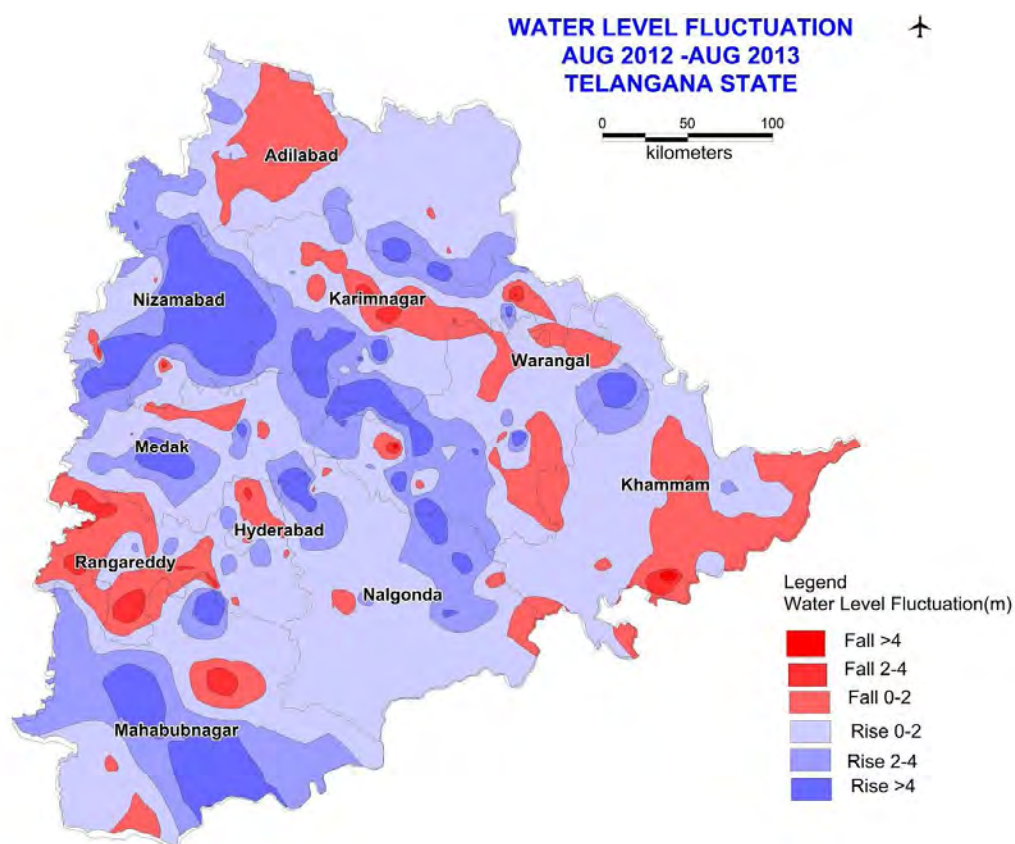 WATER LEVEL FLUCTUATION
AUG 2012 -AUG 2013
TELANGANA STATE
0 50 100
kilometers
Adilabad
Nizamabad
Karimnagar
Warangal
Medak
Khammam
Hyderabad
Rangareddy
Nalgonda
Mahabubnagar
Legend
Water Level Fluctuation(m)
Fall >4
Fall 2-4
Fall 0-2
Rise 0-2
Rise 2-4
Rise >4